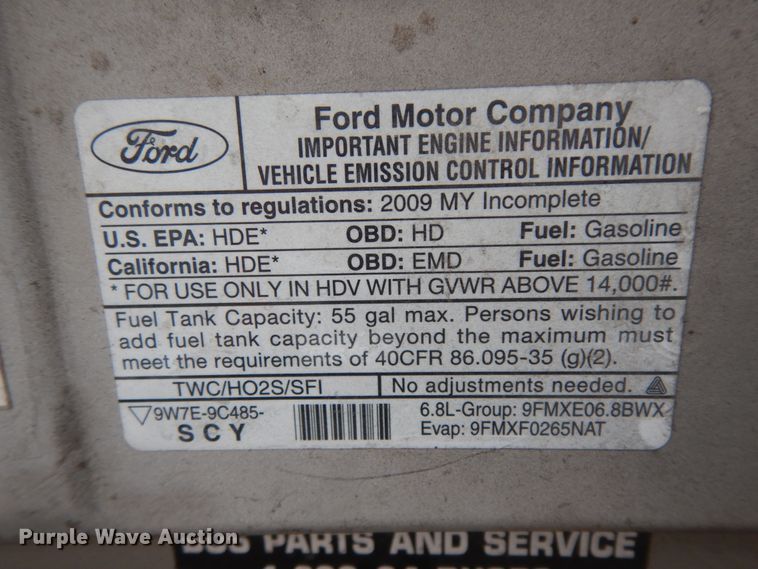 Ford
Ford Motor Company
IMPORTANT ENGINE INFORMATION/
VEHICLE EMISSION CONTROL INFORMATION
Conforms to regulations: 2009 MY Incomplete
U.S. EPA: HDE* OBD: HD Fuel: Gasoline
California: HDE* OBD: EMD Fuel: Gasoline
* FOR USE ONLY IN HDV WITH GVWR ABOVE 14,000#.
Fuel Tank Capacity: 55 gal max. Persons wishing to
add fuel tank capacity beyond the maximum must
meet the requirements of 40CFR 86.095-35 (g)(2).
TWC/HO2S/SFI No adjustments needed.
9W7E-9C485- 6.8L-Group: 9FMXE06.8BWX
SCY Evap: 9FMXF0265NAT
Purple Wave Auction
BUS PARTS AND SERVICE